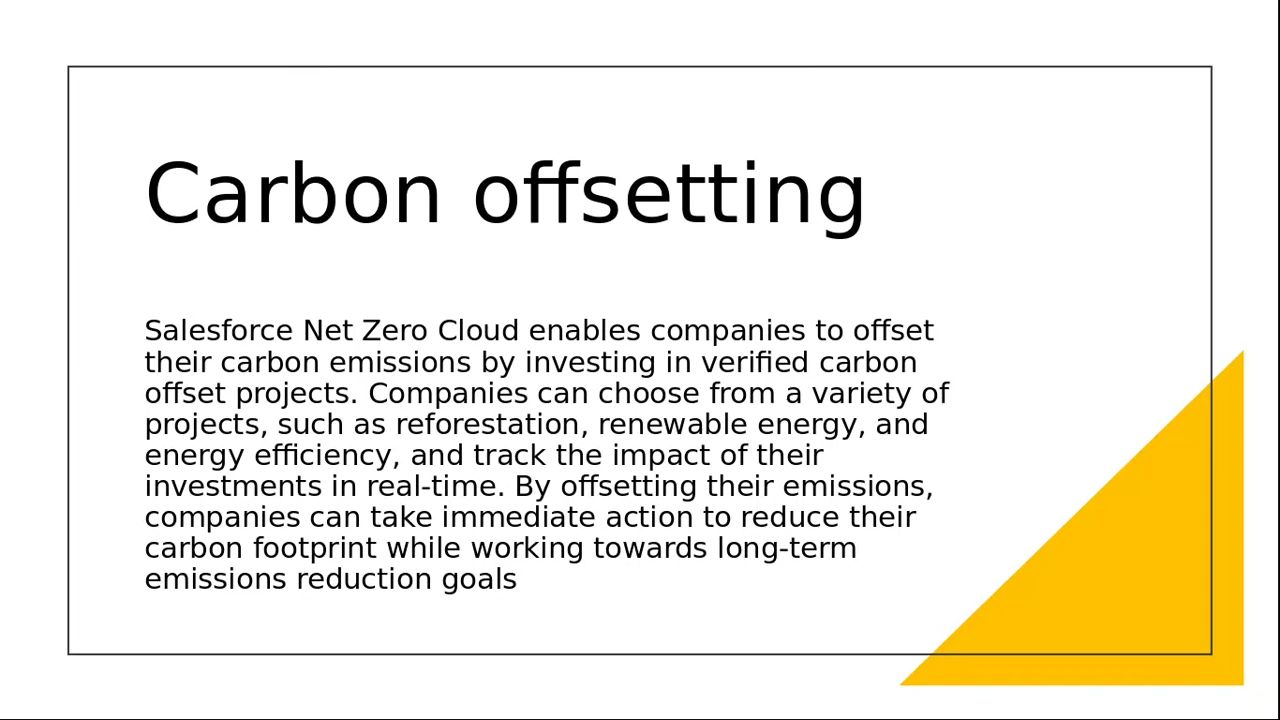 Carbon offsetting
Salesforce Net Zero Cloud enables companies to offset
their carbon emissions by investing in verified carbon
offset projects. Companies can choose from a variety of
projects, such as reforestation, renewable energy, and
energy efficiency, and track the impact of their
investments in real-time. By offsetting their emissions,
companies can take immediate action to reduce their
carbon footprint while working towards long-term
emissions reduction goals